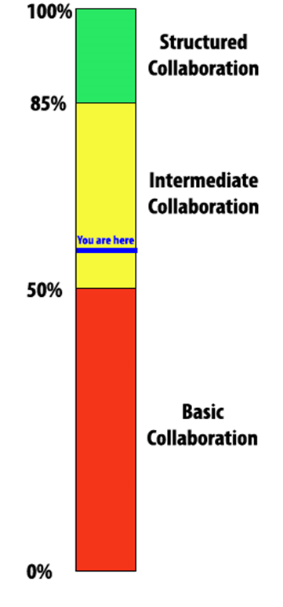 100%
Structured
Collaboration
85%
Intermediate
Collaboration
You are here
50%
Basic
Collaboration
0%